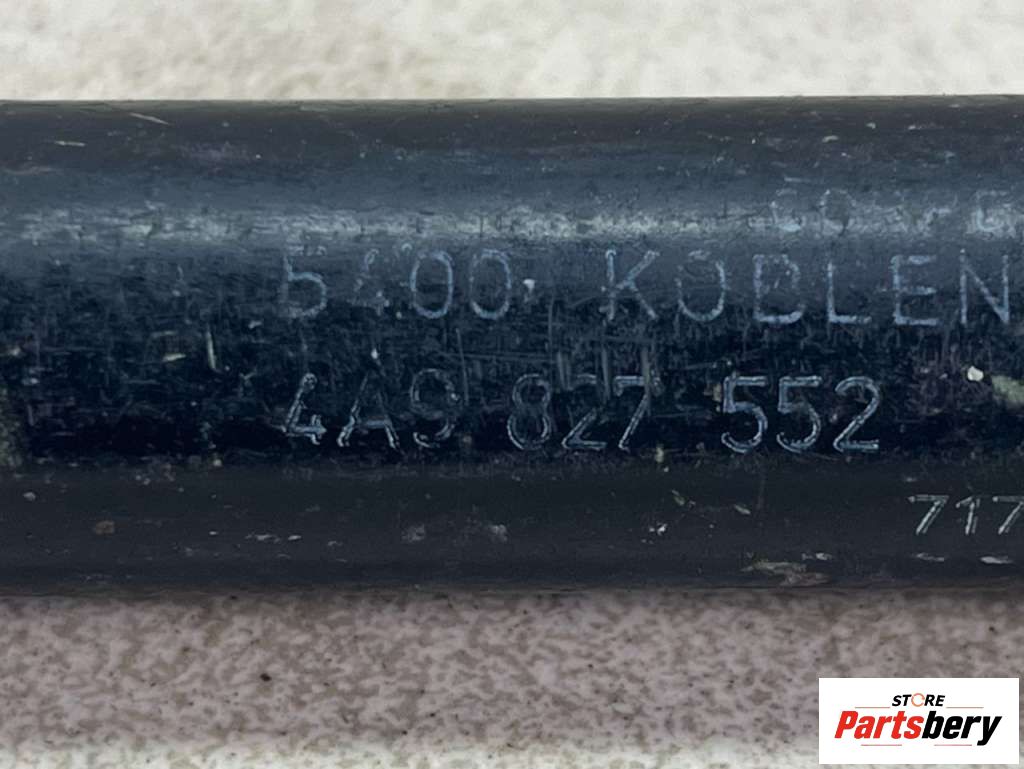 5400 KOBLEN
4A9 827 552
717
STORE
Partsbery